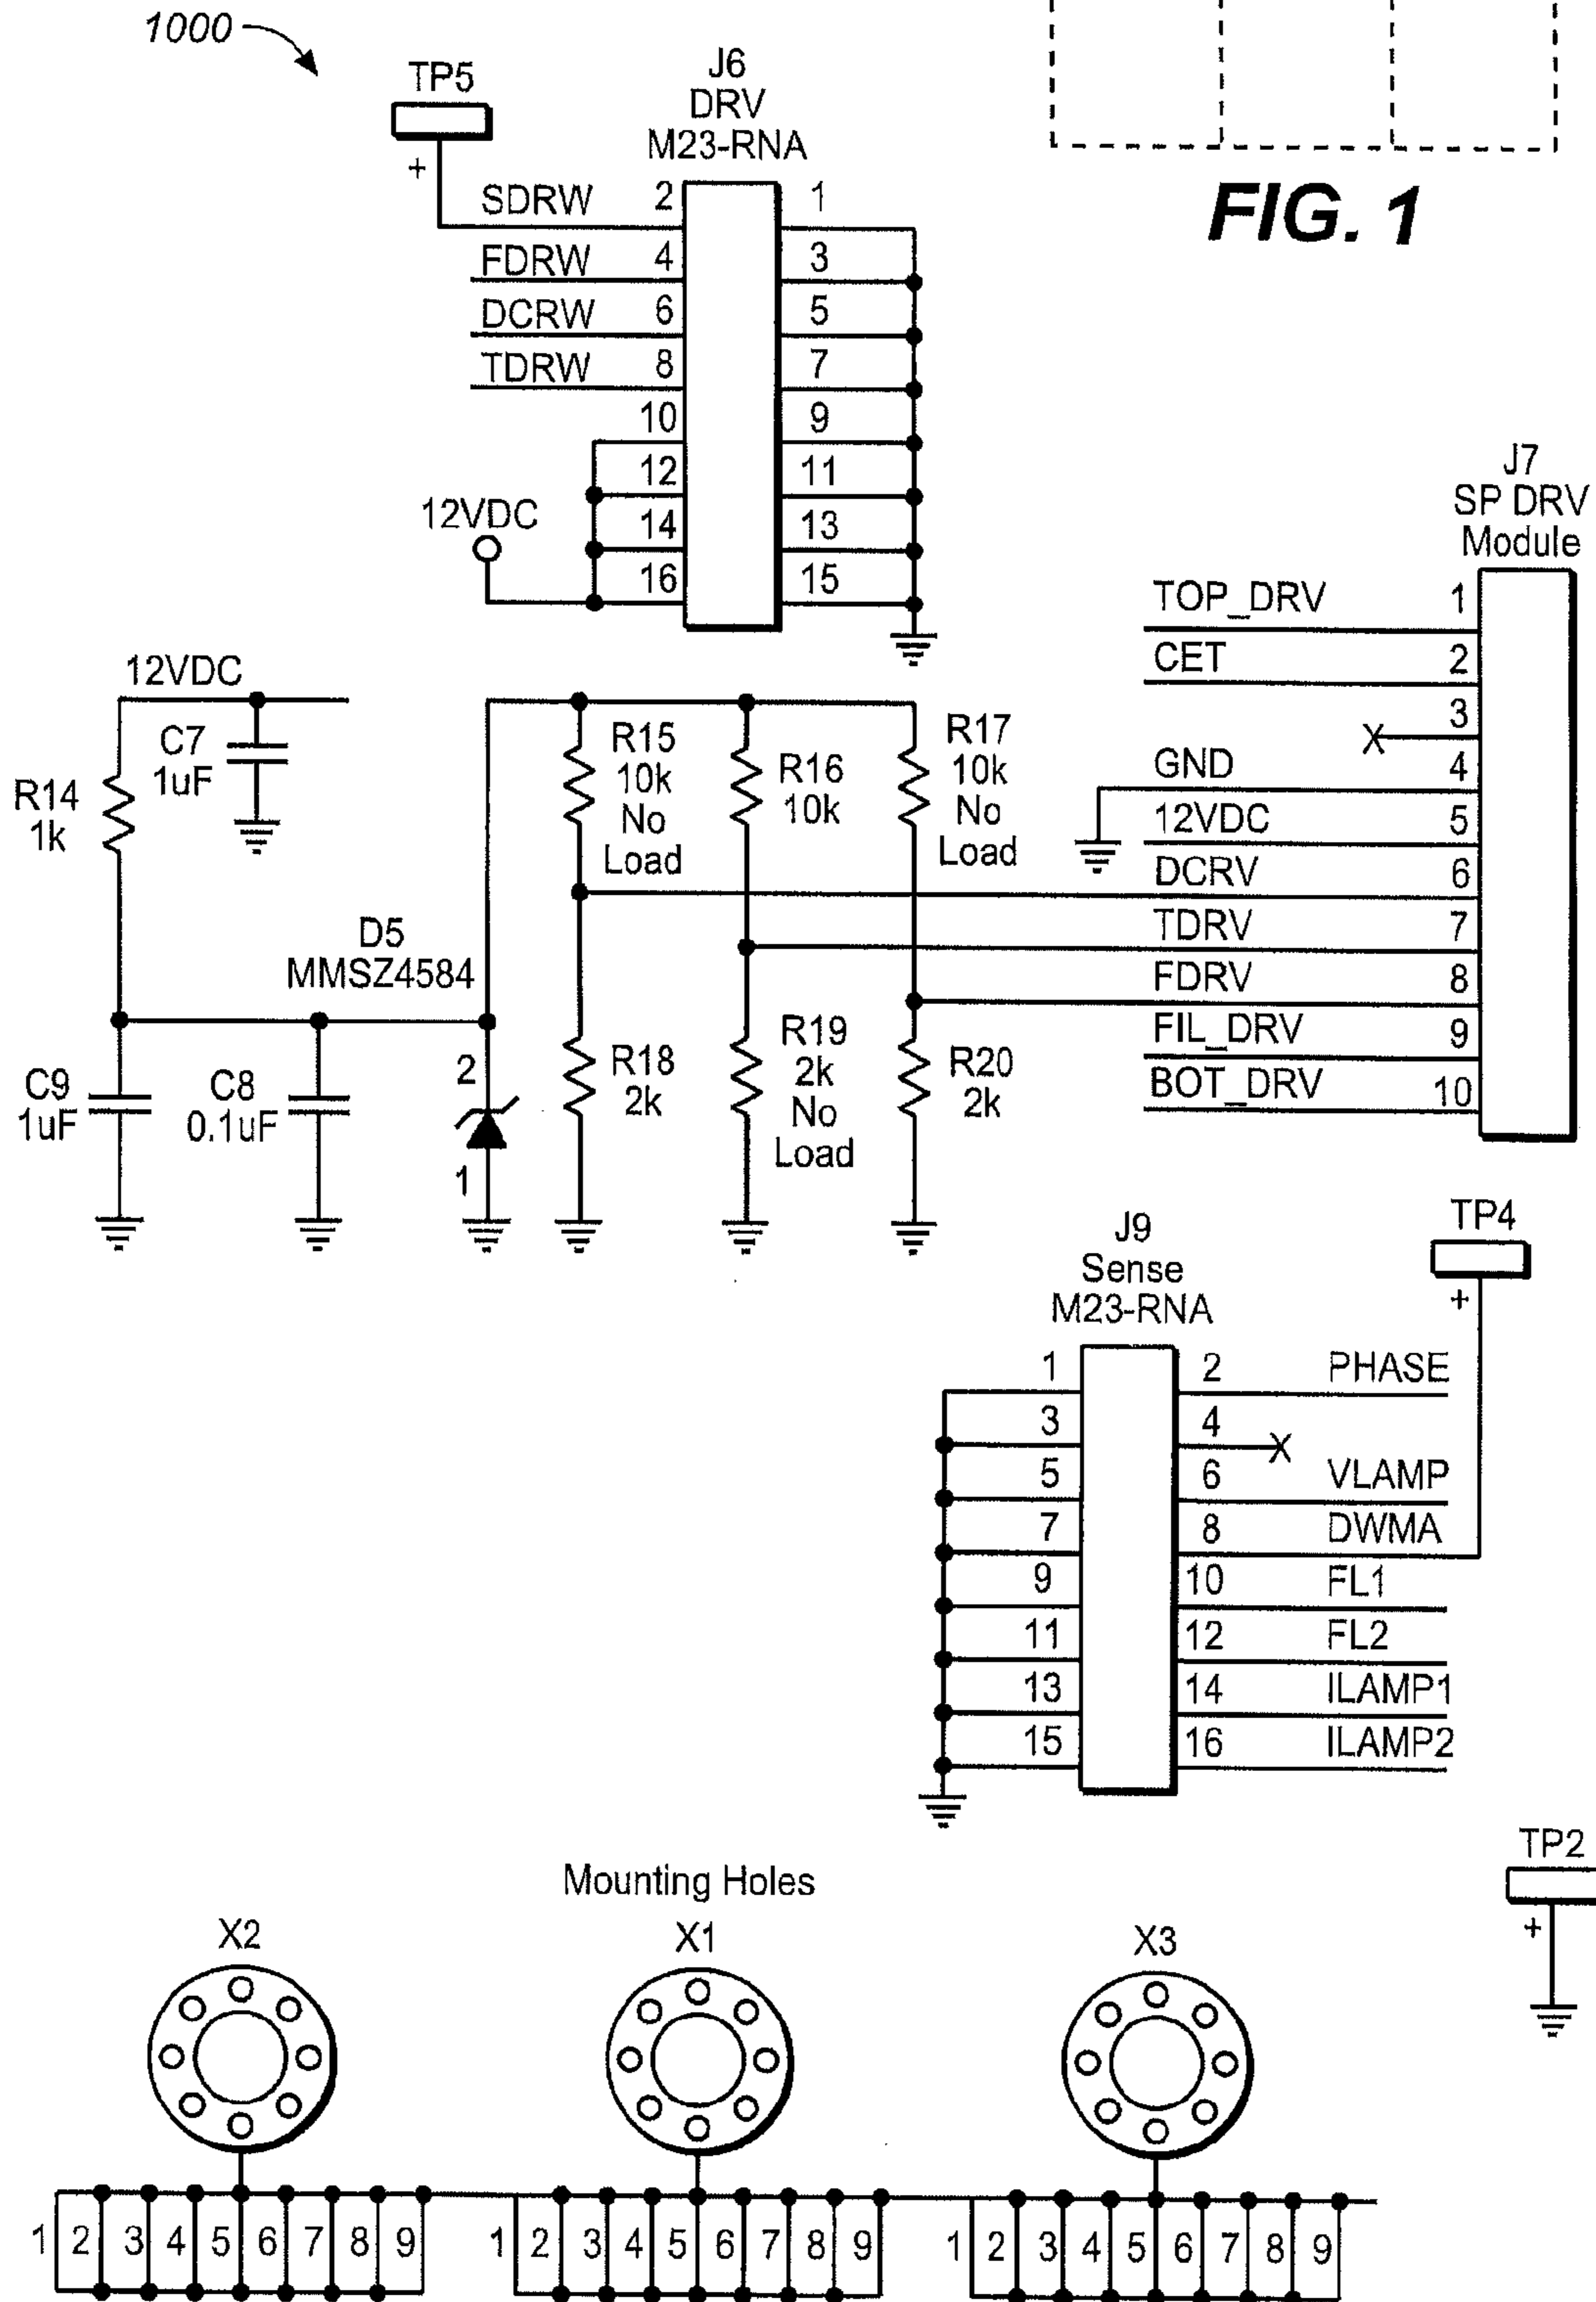 1000
TP5
+
J6
DRV
M23-RNA
FIG. 1
SDRW 2 1
FDRW 4 3
DCRW 6 5
TDRW 8 7
10 9
12 11
12VDC
14 13
16 15
J7
SP DRV
Module
TOP_DRV 1
CET 2
3
X
GND 4
12VDC 5
DCRV 6
TDRV 7
FDRV 8
FIL_DRV 9
BOT_DRV 10
12VDC
C7
1uF
R14
1k
R15
10k
No
Load
R16
10k
R17
10k
No
Load
D5
MMSZ4584
2
1
C9
1uF
C8
0.1uF
R18
2k
R19
2k
No
Load
R20
2k
J9
Sense
M23-RNA
TP4
+
1 2 PHASE
3 4 X
5 6 VLAMP
7 8 DWMA
9 10 FL1
11 12 FL2
13 14 ILAMP1
15 16 ILAMP2
TP2
+
Mounting Holes
X2 X1 X3
1 2 3 4 5 6 7 8 9 1 2 3 4 5 6 7 8 9 1 2 3 4 5 6 7 8 9